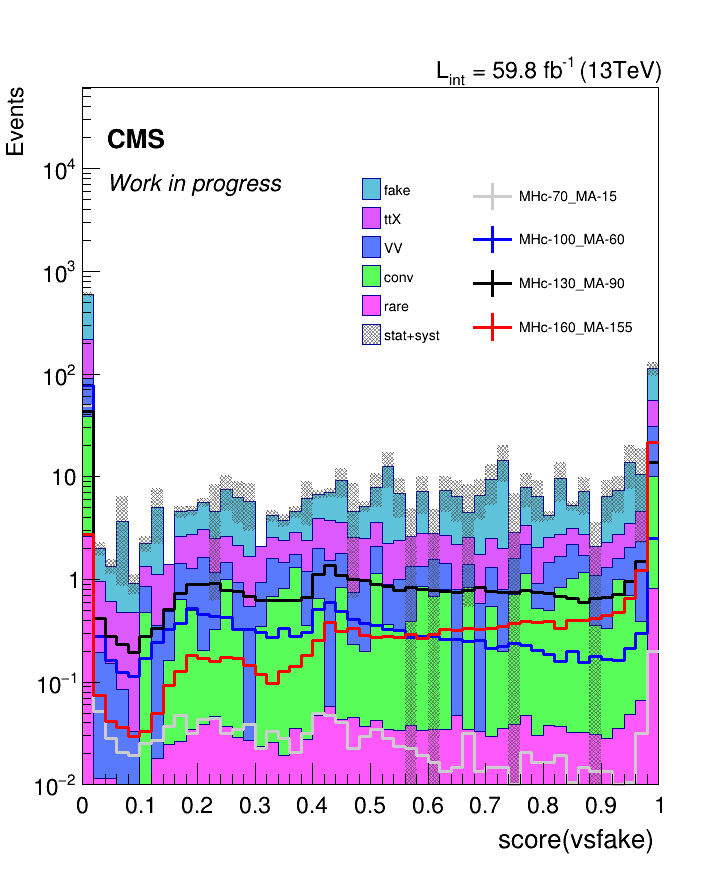 L_int = 59.8 fb^-1 (13TeV)
Events
CMS
Work in progress
fake
ttX
VV
conv
rare
stat+syst
MHc-70_MA-15
MHc-100_MA-60
MHc-130_MA-90
MHc-160_MA-155
10^4
10^3
10^2
10
1
10^-1
10^-2
0 0.1 0.2 0.3 0.4 0.5 0.6 0.7 0.8 0.9 1
score(vsfake)